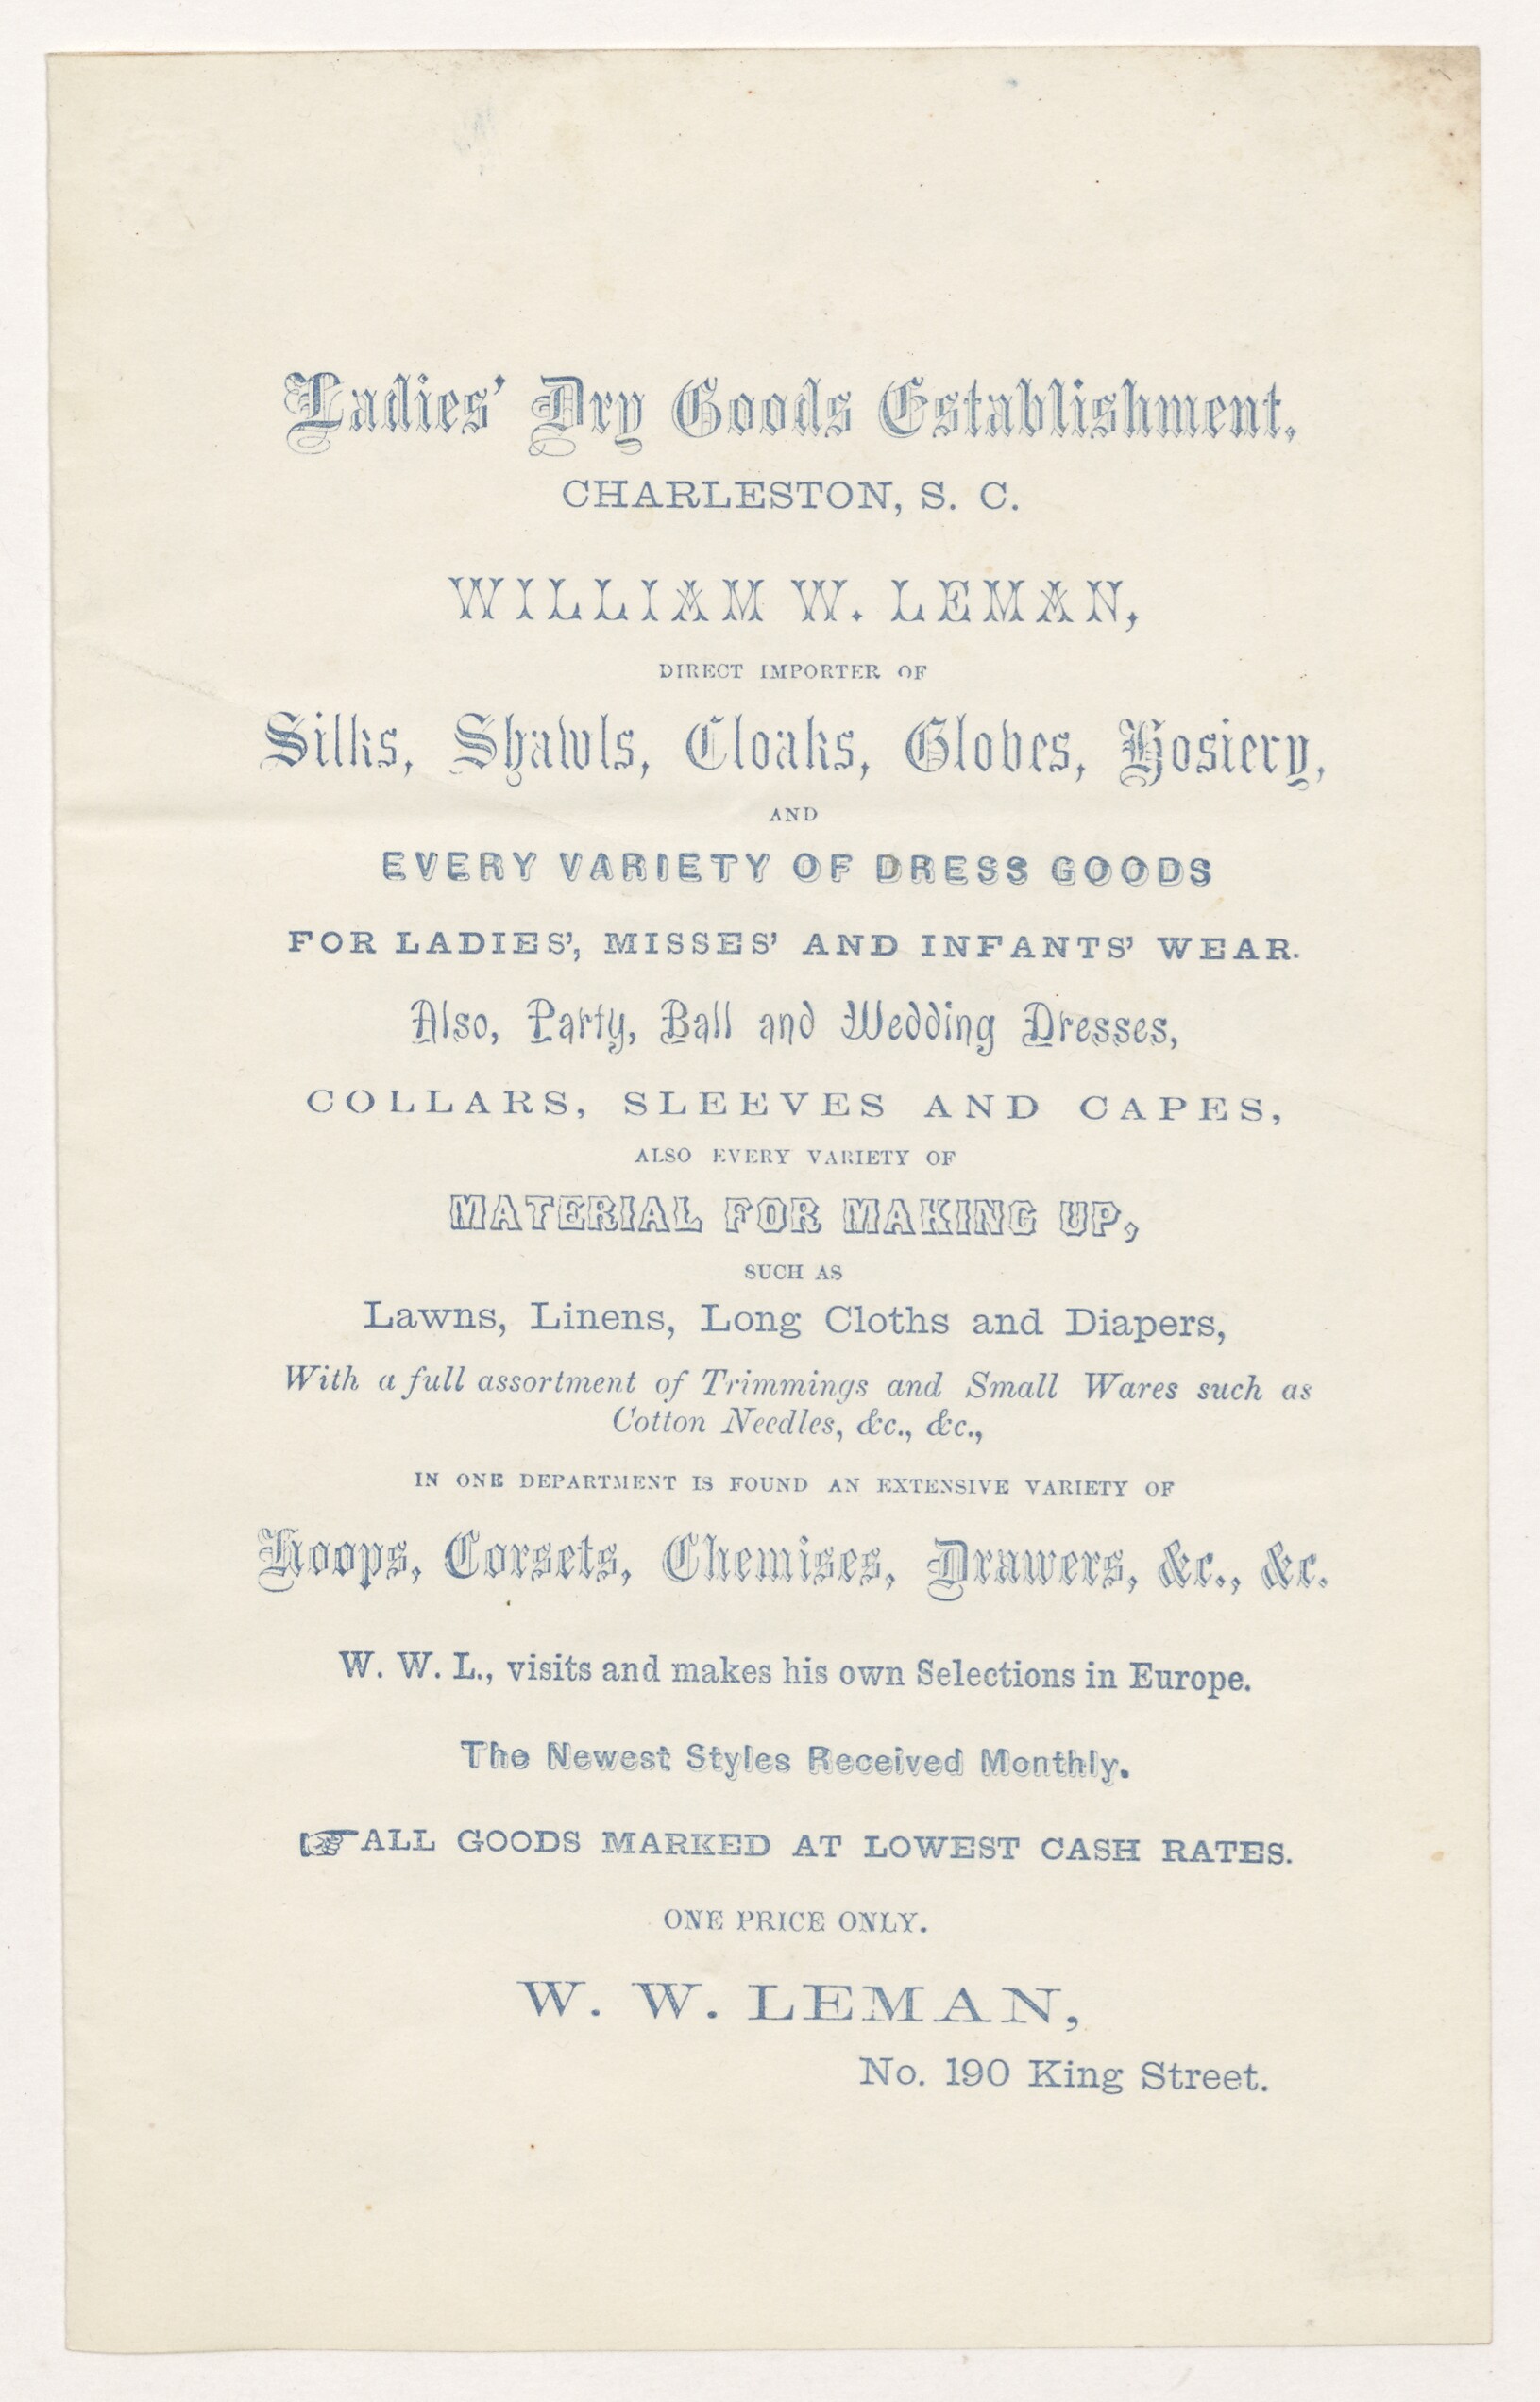 Ladies' Dry Goods Establishment,
CHARLESTON, S. C.
WILLIAM W. LEMAN,
DIRECT IMPORTER OF
Silks, Shawls, Cloaks, Gloves, Hosiery,
AND
EVERY VARIETY OF DRESS GOODS
FOR LADIES', MISSES' AND INFANTS' WEAR.
Also, Party, Ball and Wedding Dresses,
COLLARS, SLEEVES AND CAPES,
ALSO EVERY VARIETY OF
MATERIAL FOR MAKING UP,
SUCH AS
Lawns, Linens, Long Cloths and Diapers,
With a full assortment of Trimmings and Small Wares such as
Cotton Needles, &c., &c.,
IN ONE DEPARTMENT IS FOUND AN EXTENSIVE VARIETY OF
Hoops, Corsets, Chemises, Drawers, &c., &c.
W. W. L., visits and makes his own Selections in Europe.
The Newest Styles Received Monthly.
☞ALL GOODS MARKED AT LOWEST CASH RATES.
ONE PRICE ONLY.
W. W. LEMAN,
No. 190 King Street.